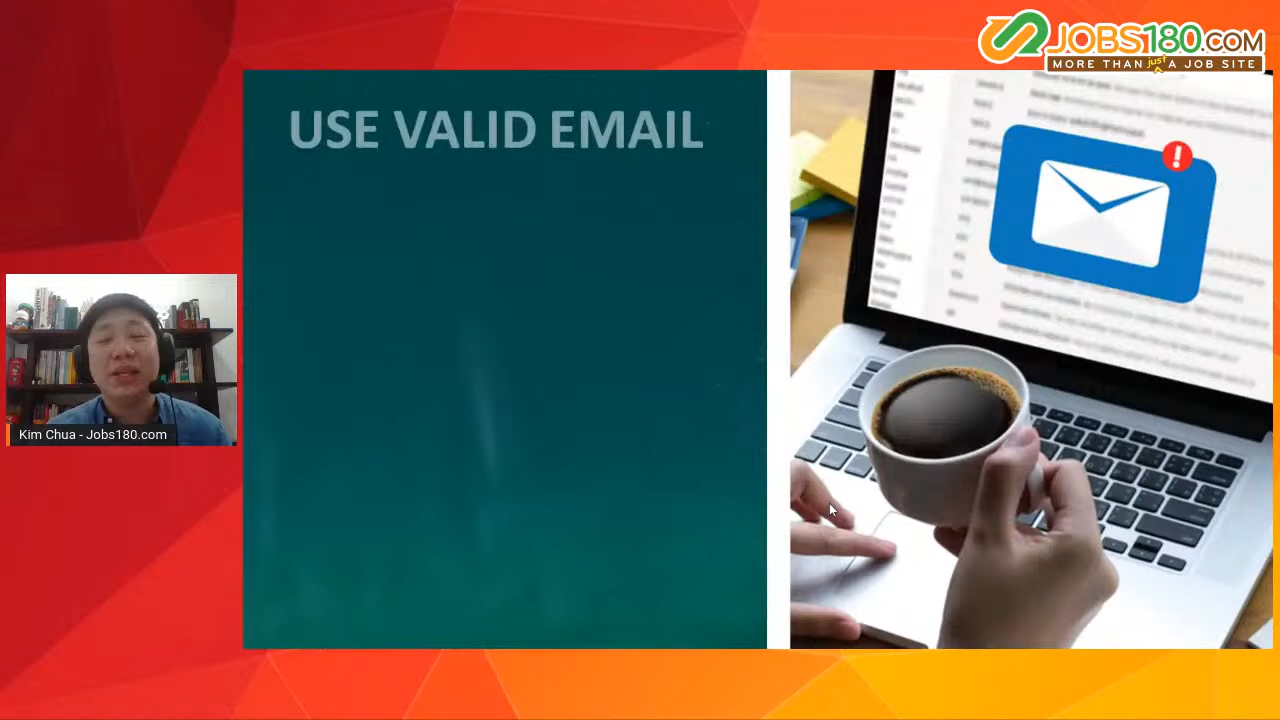 JOBS180.COM
MORE THAN just A JOB SITE
USE VALID EMAIL
!
Kim Chua - Jobs180.com